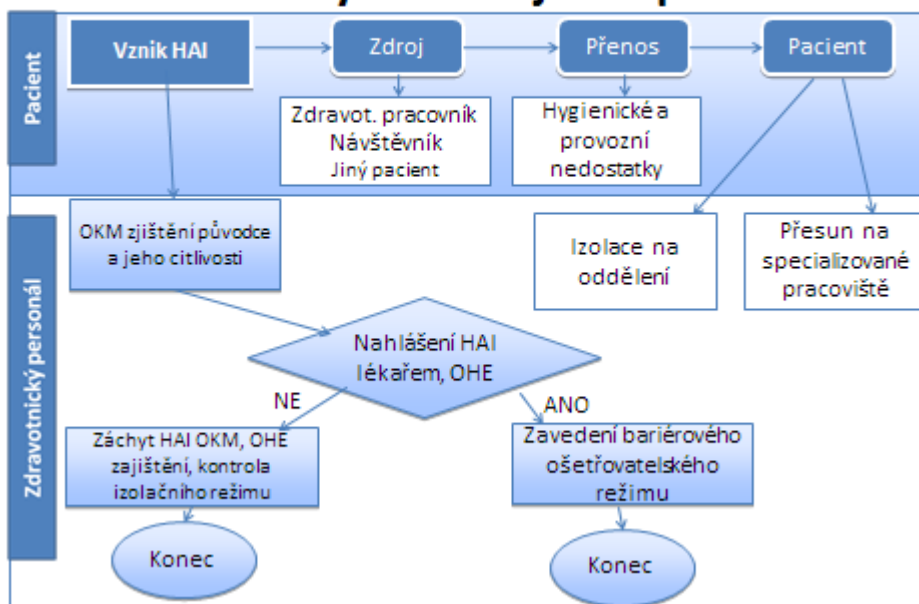 Pacient
Vznik HAI
Zdroj
Přenos
Pacient
Zdravot. pracovník
Návštěvník
Jiný pacient
Hygienické a
provozní
nedostatky
Zdravotnický personál
OKM zjištění původce
a jeho citlivosti
Izolace na
oddělení
Přesun na
specializované
pracoviště
Nahlášení HAI
lékařem, OHE
NE
ANO
Záchyt HAI OKM, OHE
zajištění, kontrola
izolačního režimu
Zavedení bariérového
ošetřovatelského
režimu
Konec
Konec